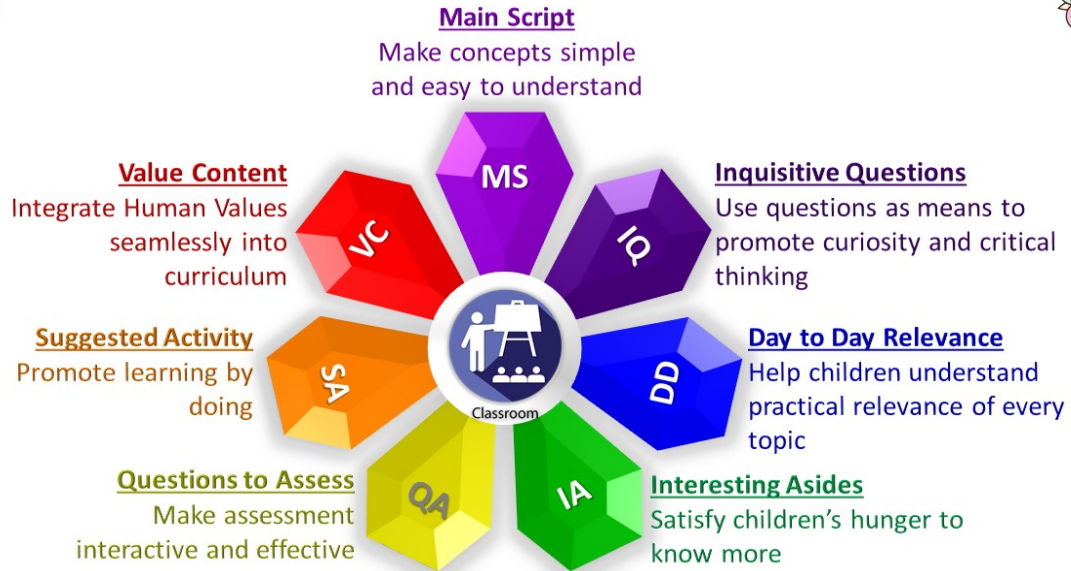 Main Script
Make concepts simple
and easy to understand
MS
Value Content
Integrate Human Values
seamlessly into
curriculum
VC
Inquisitive Questions
Use questions as means to
promote curiosity and critical
thinking
IQ
Suggested Activity
Promote learning by
doing
SA
Day to Day Relevance
Help children understand
practical relevance of every
topic
DD
Classroom
Questions to Assess
Make assessment
interactive and effective
QA
Interesting Asides
Satisfy children's hunger to
know more
IA